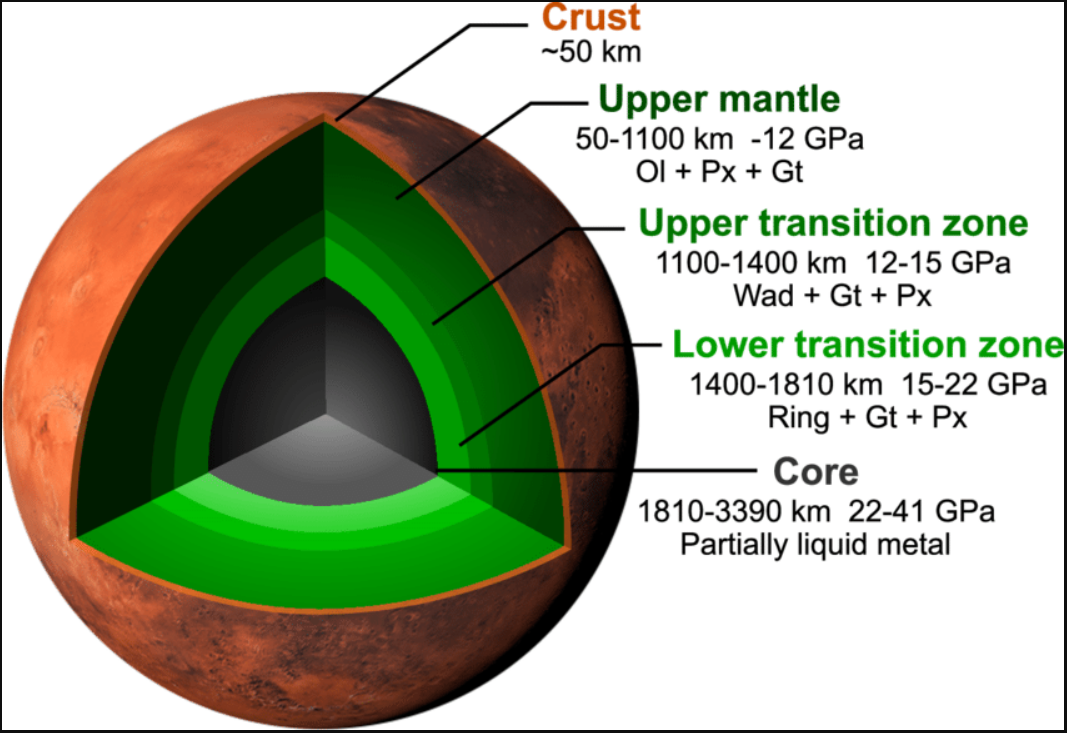 Crust
~50 km
Upper mantle
50-1100 km -12 GPa
Ol + Px + Gt
Upper transition zone
1100-1400 km 12-15 GPa
Wad + Gt + Px
Lower transition zone
1400-1810 km 15-22 GPa
Ring + Gt + Px
Core
1810-3390 km 22-41 GPa
Partially liquid metal